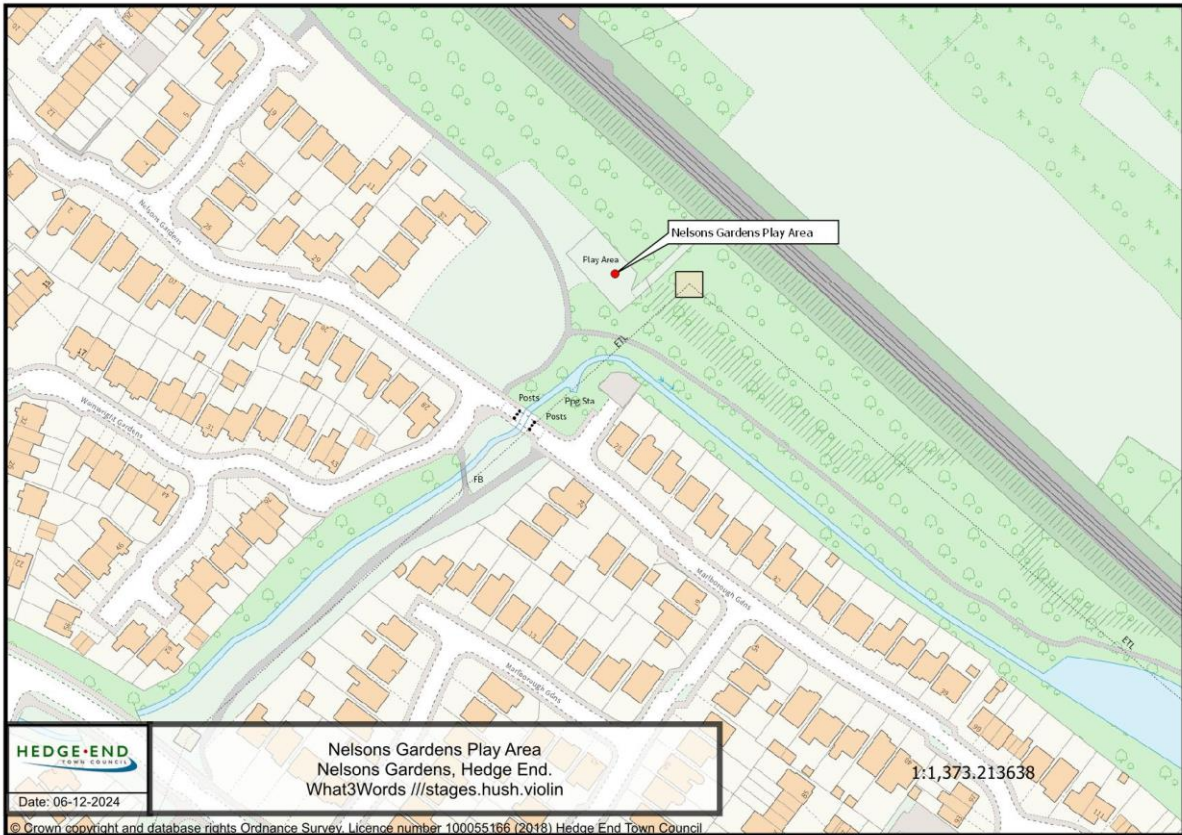 Nelsons Gardens Play Area
Play Area
Nelsons Gardens
Wainwright Gardens
ETL
Posts
Ppg Sta
Posts
FB
Marlborough Gdns
Marlborough Gdns
ETL
HEDGE•END
TOWN COUNCIL
Date: 06-12-2024
Nelsons Gardens Play Area
Nelsons Gardens, Hedge End.
What3Words ///stages.hush.violin
1:1,373.213638
© Crown copyright and database rights Ordnance Survey. Licence number 100055166 (2018) Hedge End Town Council